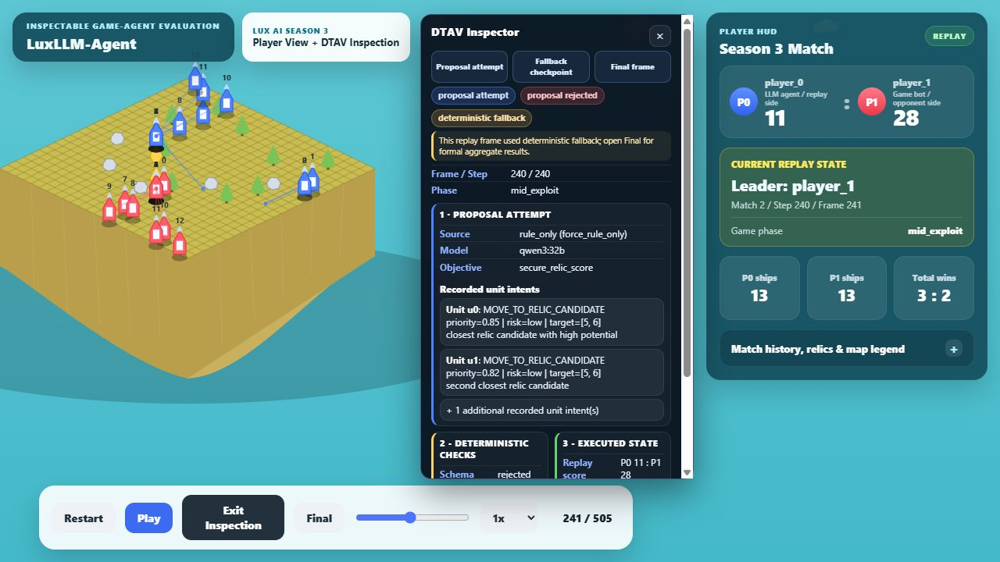 INSPECTABLE GAME-AGENT EVALUATION
LuxLLM-Agent
LUX AI SEASON 3
Player View + DTAV Inspection
11
10
8
0
1
0
9
7
8
11
10
12
DTAV Inspector
×
Proposal attempt
Fallback
checkpoint
Final frame
proposal attempt
proposal rejected
deterministic fallback
This replay frame used deterministic fallback; open Final for
formal aggregate results.
Frame / Step 240 / 240
Phase mid_exploit
1 - PROPOSAL ATTEMPT
Source rule_only (force_rule_only)
Model qwen3:32b
Objective secure_relic_score
Recorded unit intents
Unit u0: MOVE_TO_RELIC_CANDIDATE
priority=0.85 | risk=low | target=[5, 6]
closest relic candidate with high potential
Unit u1: MOVE_TO_RELIC_CANDIDATE
priority=0.82 | risk=low | target=[5, 6]
second closest relic candidate
+ 1 additional recorded unit intent(s)
2 - DETERMINISTIC
CHECKS
Schema rejected
3 - EXECUTED STATE
Replay P0 11 : P1
score 28
PLAYER HUD
Season 3 Match
REPLAY
P0
player_0
LLM agent / replay
side
11
:
P1
player_1
Game bot /
opponent side
28
CURRENT REPLAY STATE
Leader: player_1
Match 2 / Step 240 / Frame 241
Game phase mid_exploit
P0 ships
13
P1 ships
13
Total wins
3 : 2
Match history, relics & map legend +
Restart
Play
Exit
Inspection
Final
1x
241 / 505